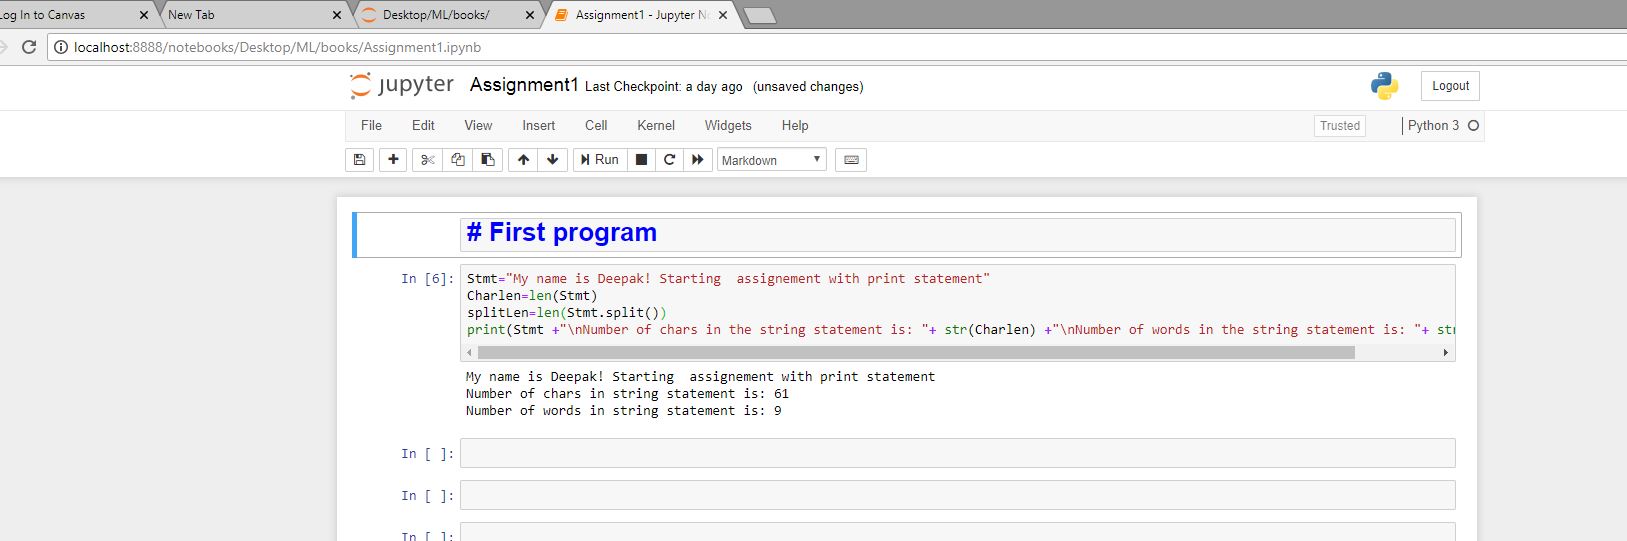 Log In to Canvas
New Tab
Desktop/ML/books/
Assignment1 - Jupyter No
localhost:8888/notebooks/Desktop/ML/books/Assignment1.ipynb
jupyter Assignment1 Last Checkpoint: a day ago (unsaved changes)
Logout
File Edit View Insert Cell Kernel Widgets Help
Trusted
Python 3
Run
Markdown
# First program
In [6]:
Stmt="My name is Deepak! Starting  assignement with print statement"
Charlen=len(Stmt)
splitLen=len(Stmt.split())
print(Stmt +"\nNumber of chars in the string statement is: "+ str(Charlen) +"\nNumber of words in the string statement is: "+ str
My name is Deepak! Starting  assignement with print statement
Number of chars in string statement is: 61
Number of words in string statement is: 9
In [ ]:
In [ ]:
In [ ]: